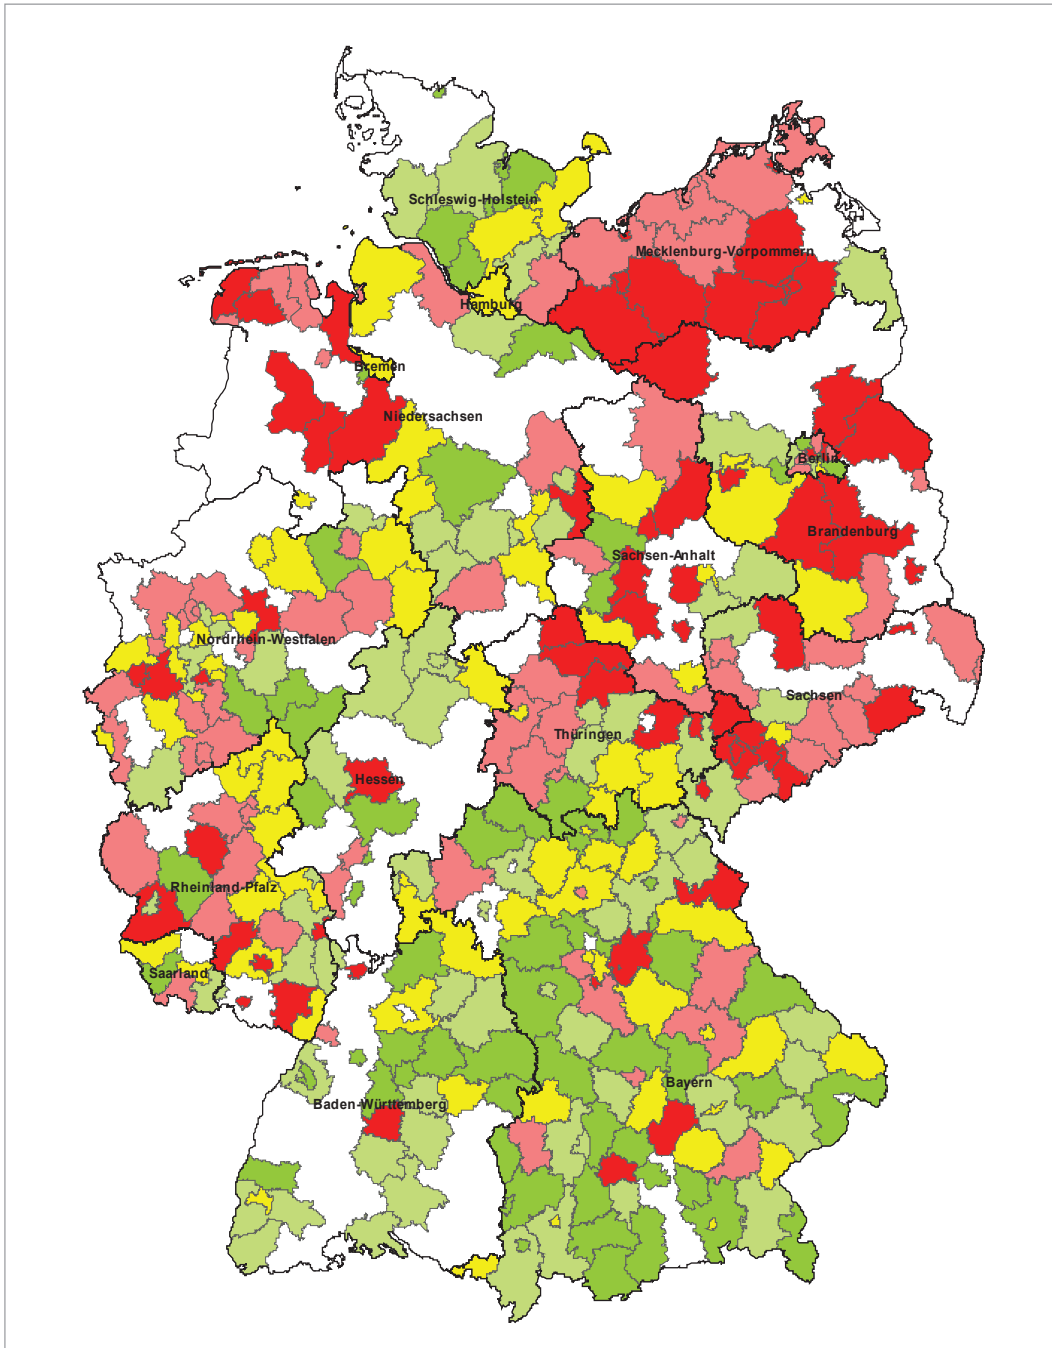 Schleswig-Holstein
Mecklenburg-Vorpommern
Hamburg
Bremen
Niedersachsen
Berlin
Brandenburg
Sachsen-Anhalt
Nordrhein-Westfalen
Sachsen
Thüringen
Hessen
Rheinland-Pfalz
Saarland
Bayern
Baden-Württemberg